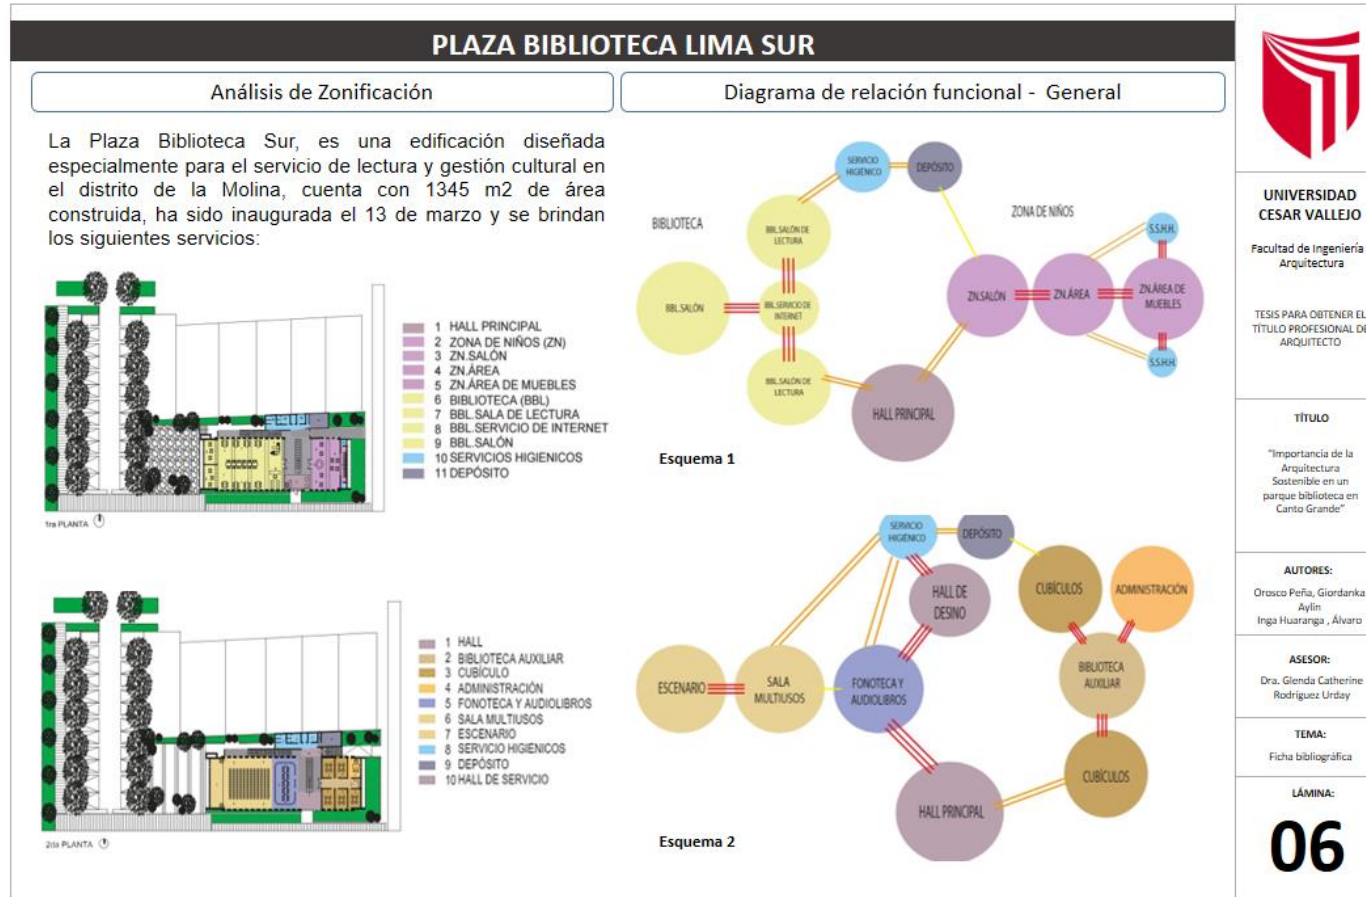 PLAZA BIBLIOTECA LIMA SUR
Análisis de Zonificación
La Plaza Biblioteca Sur, es una edificación diseñada
especialmente para el servicio de lectura y gestión cultural en
el distrito de la Molina, cuenta con 1345 m2 de área
construida, ha sido inaugurada el 13 de marzo y se brindan
los siguientes servicios:
1 HALL PRINCIPAL
2 ZONA DE NIÑOS (ZN)
3 ZN.SALÓN
4 ZN.ÁREA
5 ZN.ÁREA DE MUEBLES
6 BIBLIOTECA (BBL)
7 BBL.SALA DE LECTURA
8 BBL.SERVICIO DE INTERNET
9 BBL.SALÓN
10 SERVICIOS HIGIENICOS
11 DEPÓSITO
1ra PLANTA
1 HALL
2 BIBLIOTECA AUXILIAR
3 CUBÍCULO
4 ADMINISTRACIÓN
5 FONOTECA Y AUDIOLIBROS
6 SALA MULTIUSOS
7 ESCENARIO
8 SERVICIO HIGIENICOS
9 DEPÓSITO
10 HALL DE SERVICIO
2da PLANTA
Diagrama de relación funcional - General
SERVICIO
HIGIÉNICO
DEPÓSITO
BIBLIOTECA
ZONA DE NIÑOS
BBL.SALÓN DE
LECTURA
S.S.H.H.
BBL.SALÓN
BBL.SERVICIO DE
INTERNET
ZN.SALÓN
ZN.ÁREA
ZN.ÁREA DE
MUEBLES
BBL.SALÓN DE
LECTURA
S.S.H.H.
HALL PRINCIPAL
Esquema 1
SERVICIO
HIGIÉNICO
DEPÓSITO
HALL DE
DESINO
CUBÍCULOS
ADMINISTRACIÓN
ESCENARIO
SALA
MULTIUSOS
FONOTECA Y
AUDIOLIBROS
BIBLIOTECA
AUXILIAR
CUBÍCULOS
HALL PRINCIPAL
Esquema 2
UNIVERSIDAD
CESAR VALLEJO
Facultad de Ingeniería
Arquitectura
TESIS PARA OBTENER EL
TÍTULO PROFESIONAL DE
ARQUITECTO
TÍTULO
"Importancia de la
Arquitectura
Sostenible en un
parque biblioteca en
Canto Grande"
AUTORES:
Orosco Peña, Giordanka
Aylin
Inga Huaranga , Álvaro
ASESOR:
Dra. Glenda Catherine
Rodriguez Urday
TEMA:
Ficha bibliográfica
LÁMINA:
06